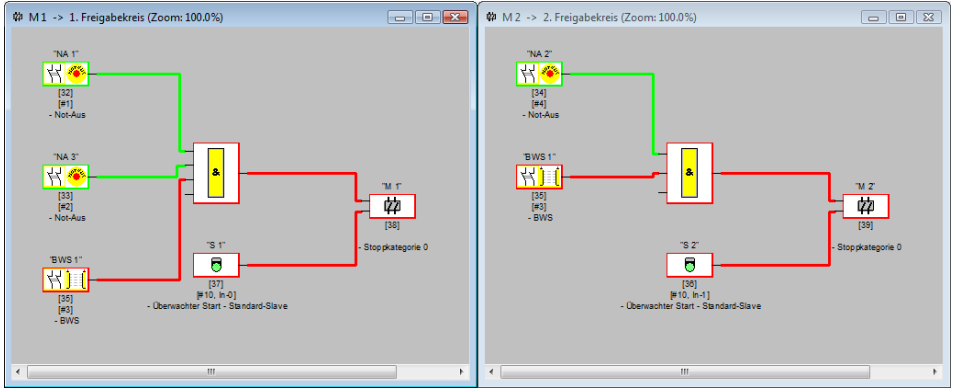 M 1 -> 1. Freigabekreis (Zoom: 100.0%)
"NA 1"
[32]
[#1]
- Not-Aus
"NA 3"
[33]
[#2]
- Not-Aus
"BWS 1"
[35]
[#3]
- BWS
&
"S 1"
[37]
[#10, In-0]
- Überwachter Start - Standard-Slave
"M 1"
[38]
- Stoppkategorie 0
M 2 -> 2. Freigabekreis (Zoom: 100.0%)
"NA 2"
[34]
[#4]
- Not-Aus
"BWS 1"
[35]
[#3]
- BWS
&
"S 2"
[36]
[#10, In-1]
- Überwachter Start - Standard-Slave
"M 2"
[39]
- Stoppkategorie 0